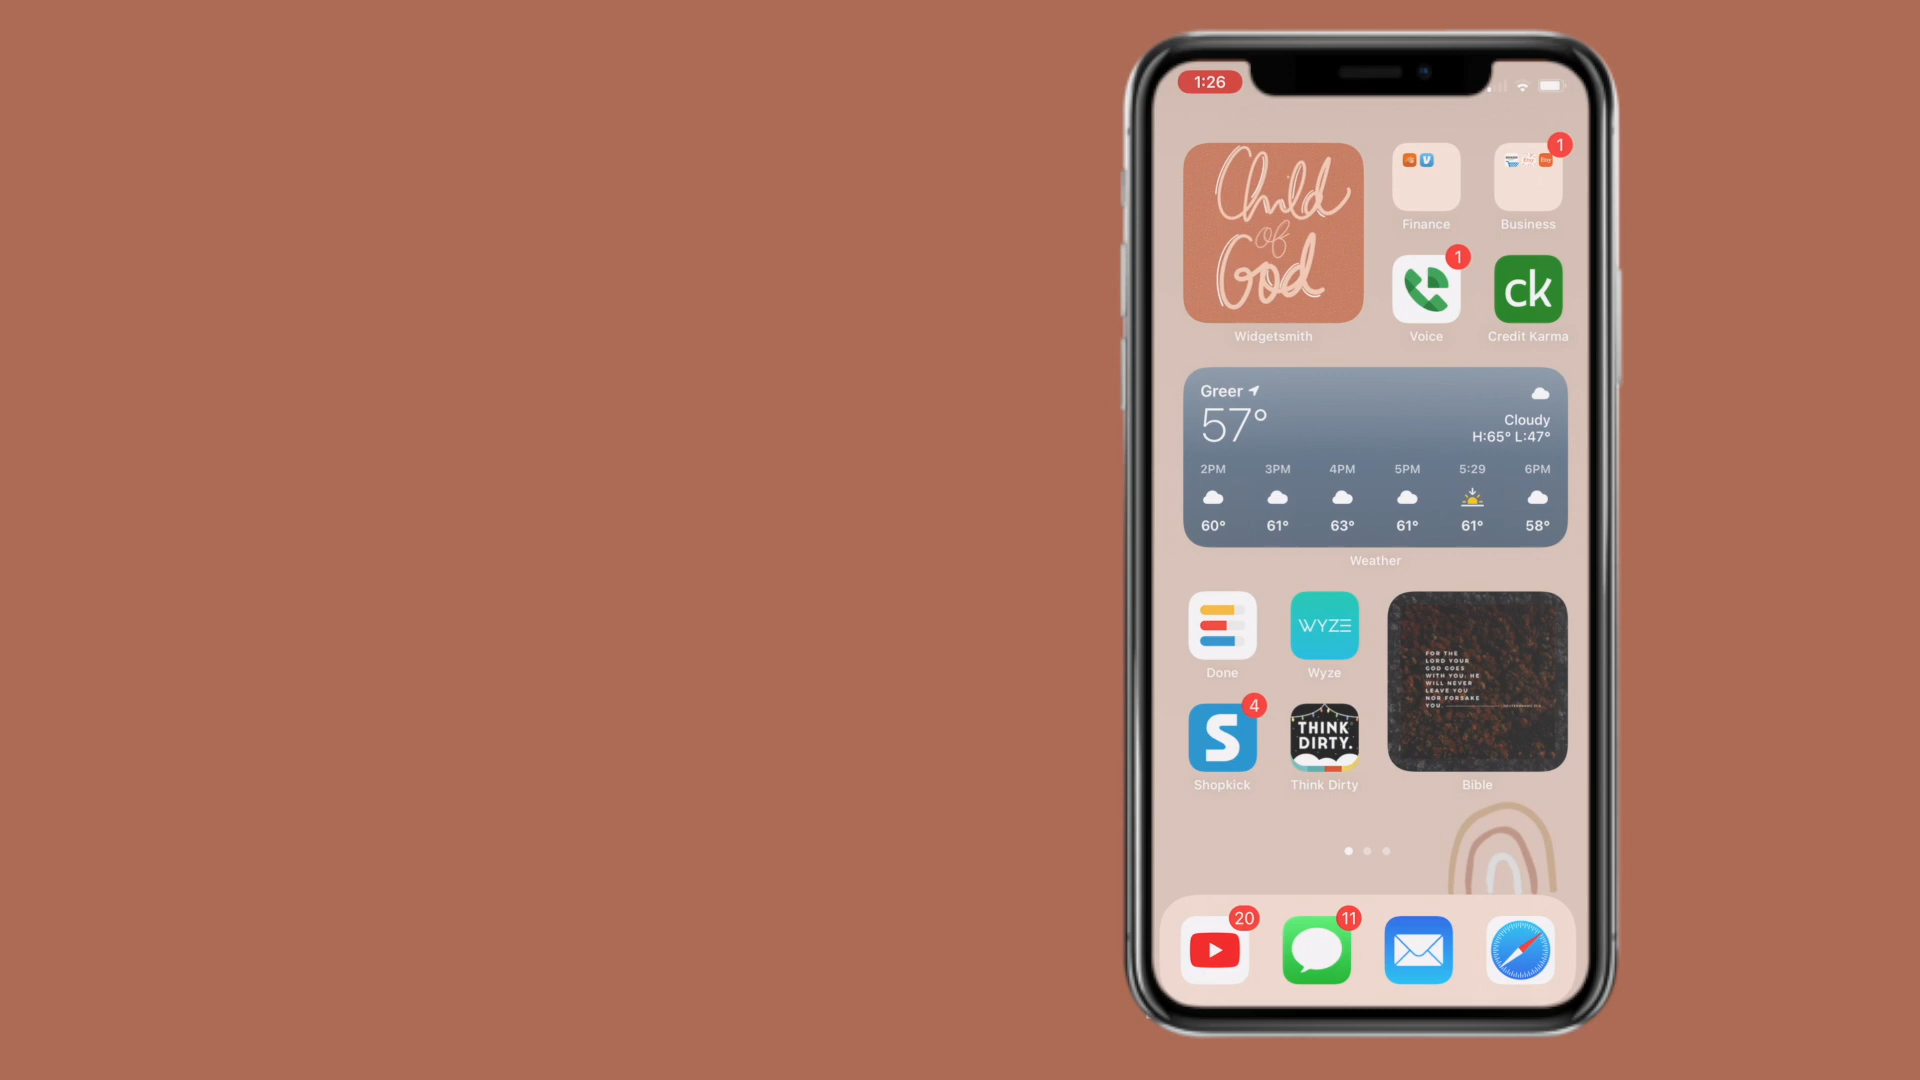 1:26
Child
of
God
Widgetsmith
Finance
1
Business
1
Voice
ck
Credit Karma
Greer
57°
Cloudy
H:65° L:47°
2PM 3PM 4PM 5PM 5:29 6PM
60° 61° 63° 61° 61° 58°
Weather
Done
WYZE
Wyze
FOR THE
LORD YOUR
GOD GOES
WITH YOU; HE
WILL NEVER
LEAVE YOU
NOR FORSAKE
YOU.
Bible
S
4
Shopkick
THINK
DIRTY.
Think Dirty
20
11